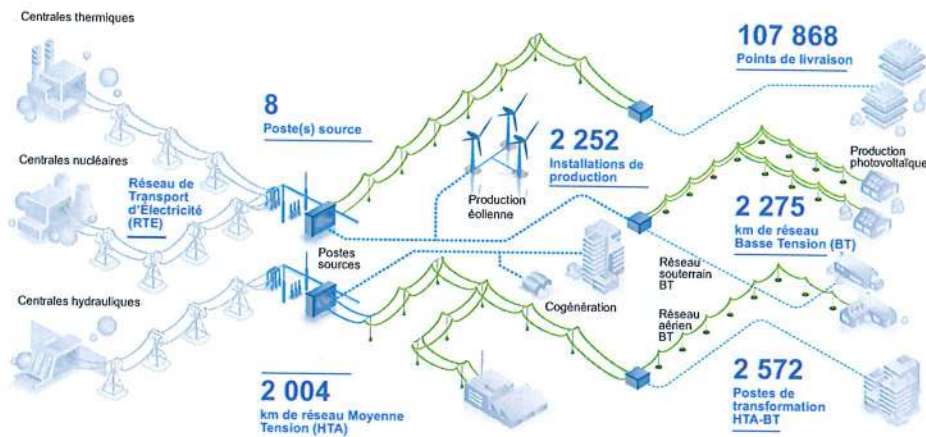 Centrales thermiques
107 868
Points de livraison
8
Poste(s) source
2 252
Installations de
production
Production
photovoltaïque
Centrales nucléaires
Réseau de
Transport
d'Électricité
(RTE)
Production
éolienne
2 275
km de réseau
Basse Tension (BT)
Postes
sources
Réseau
souterrain
BT
Centrales hydrauliques
Cogénération
Réseau
aérien
BT
2 004
km de réseau Moyenne
Tension (HTA)
2 572
Postes de
transformation
HTA-BT